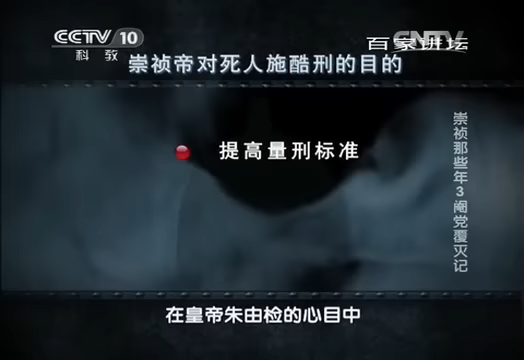 CCTV 10
科教
CNTV
百家讲坛
崇祯帝对死人施酷刑的目的
提高量刑标准
崇祯那些年3阉党覆灭记
在皇帝朱由检的心目中